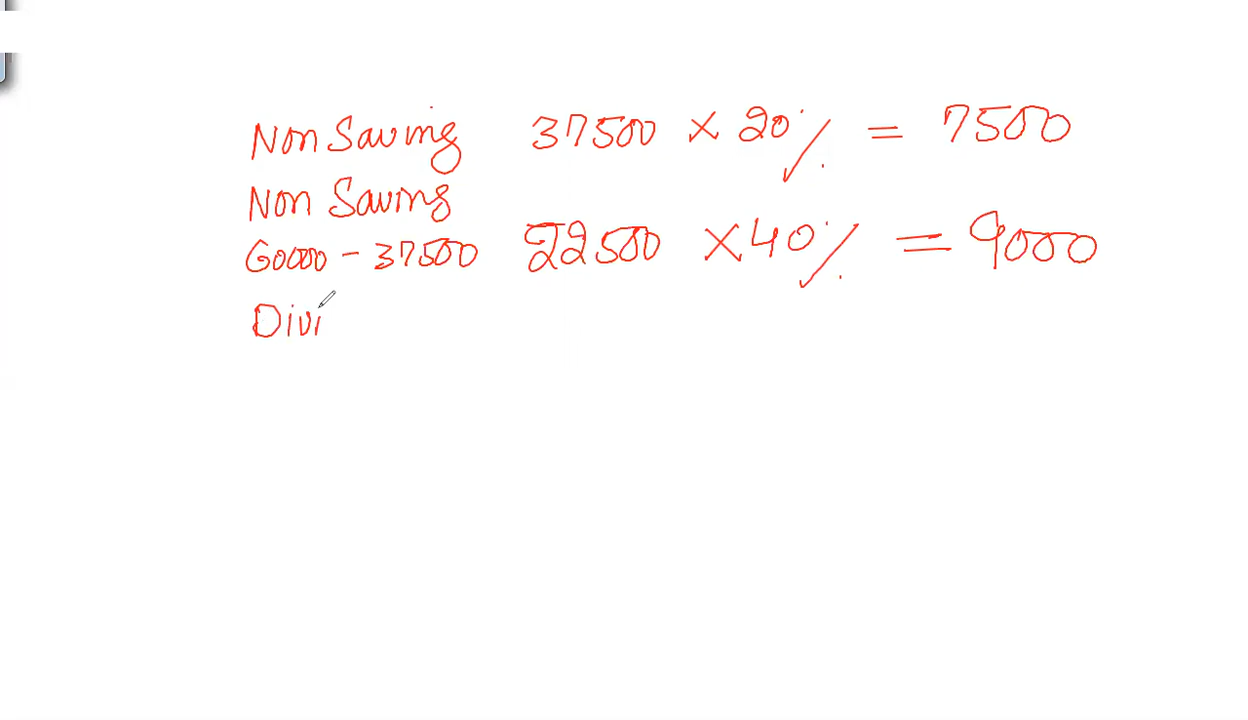 Non Saving 37500 × 20% = 7500
Non Saving
60000 - 37500 22500 × 40% = 9000
Divi